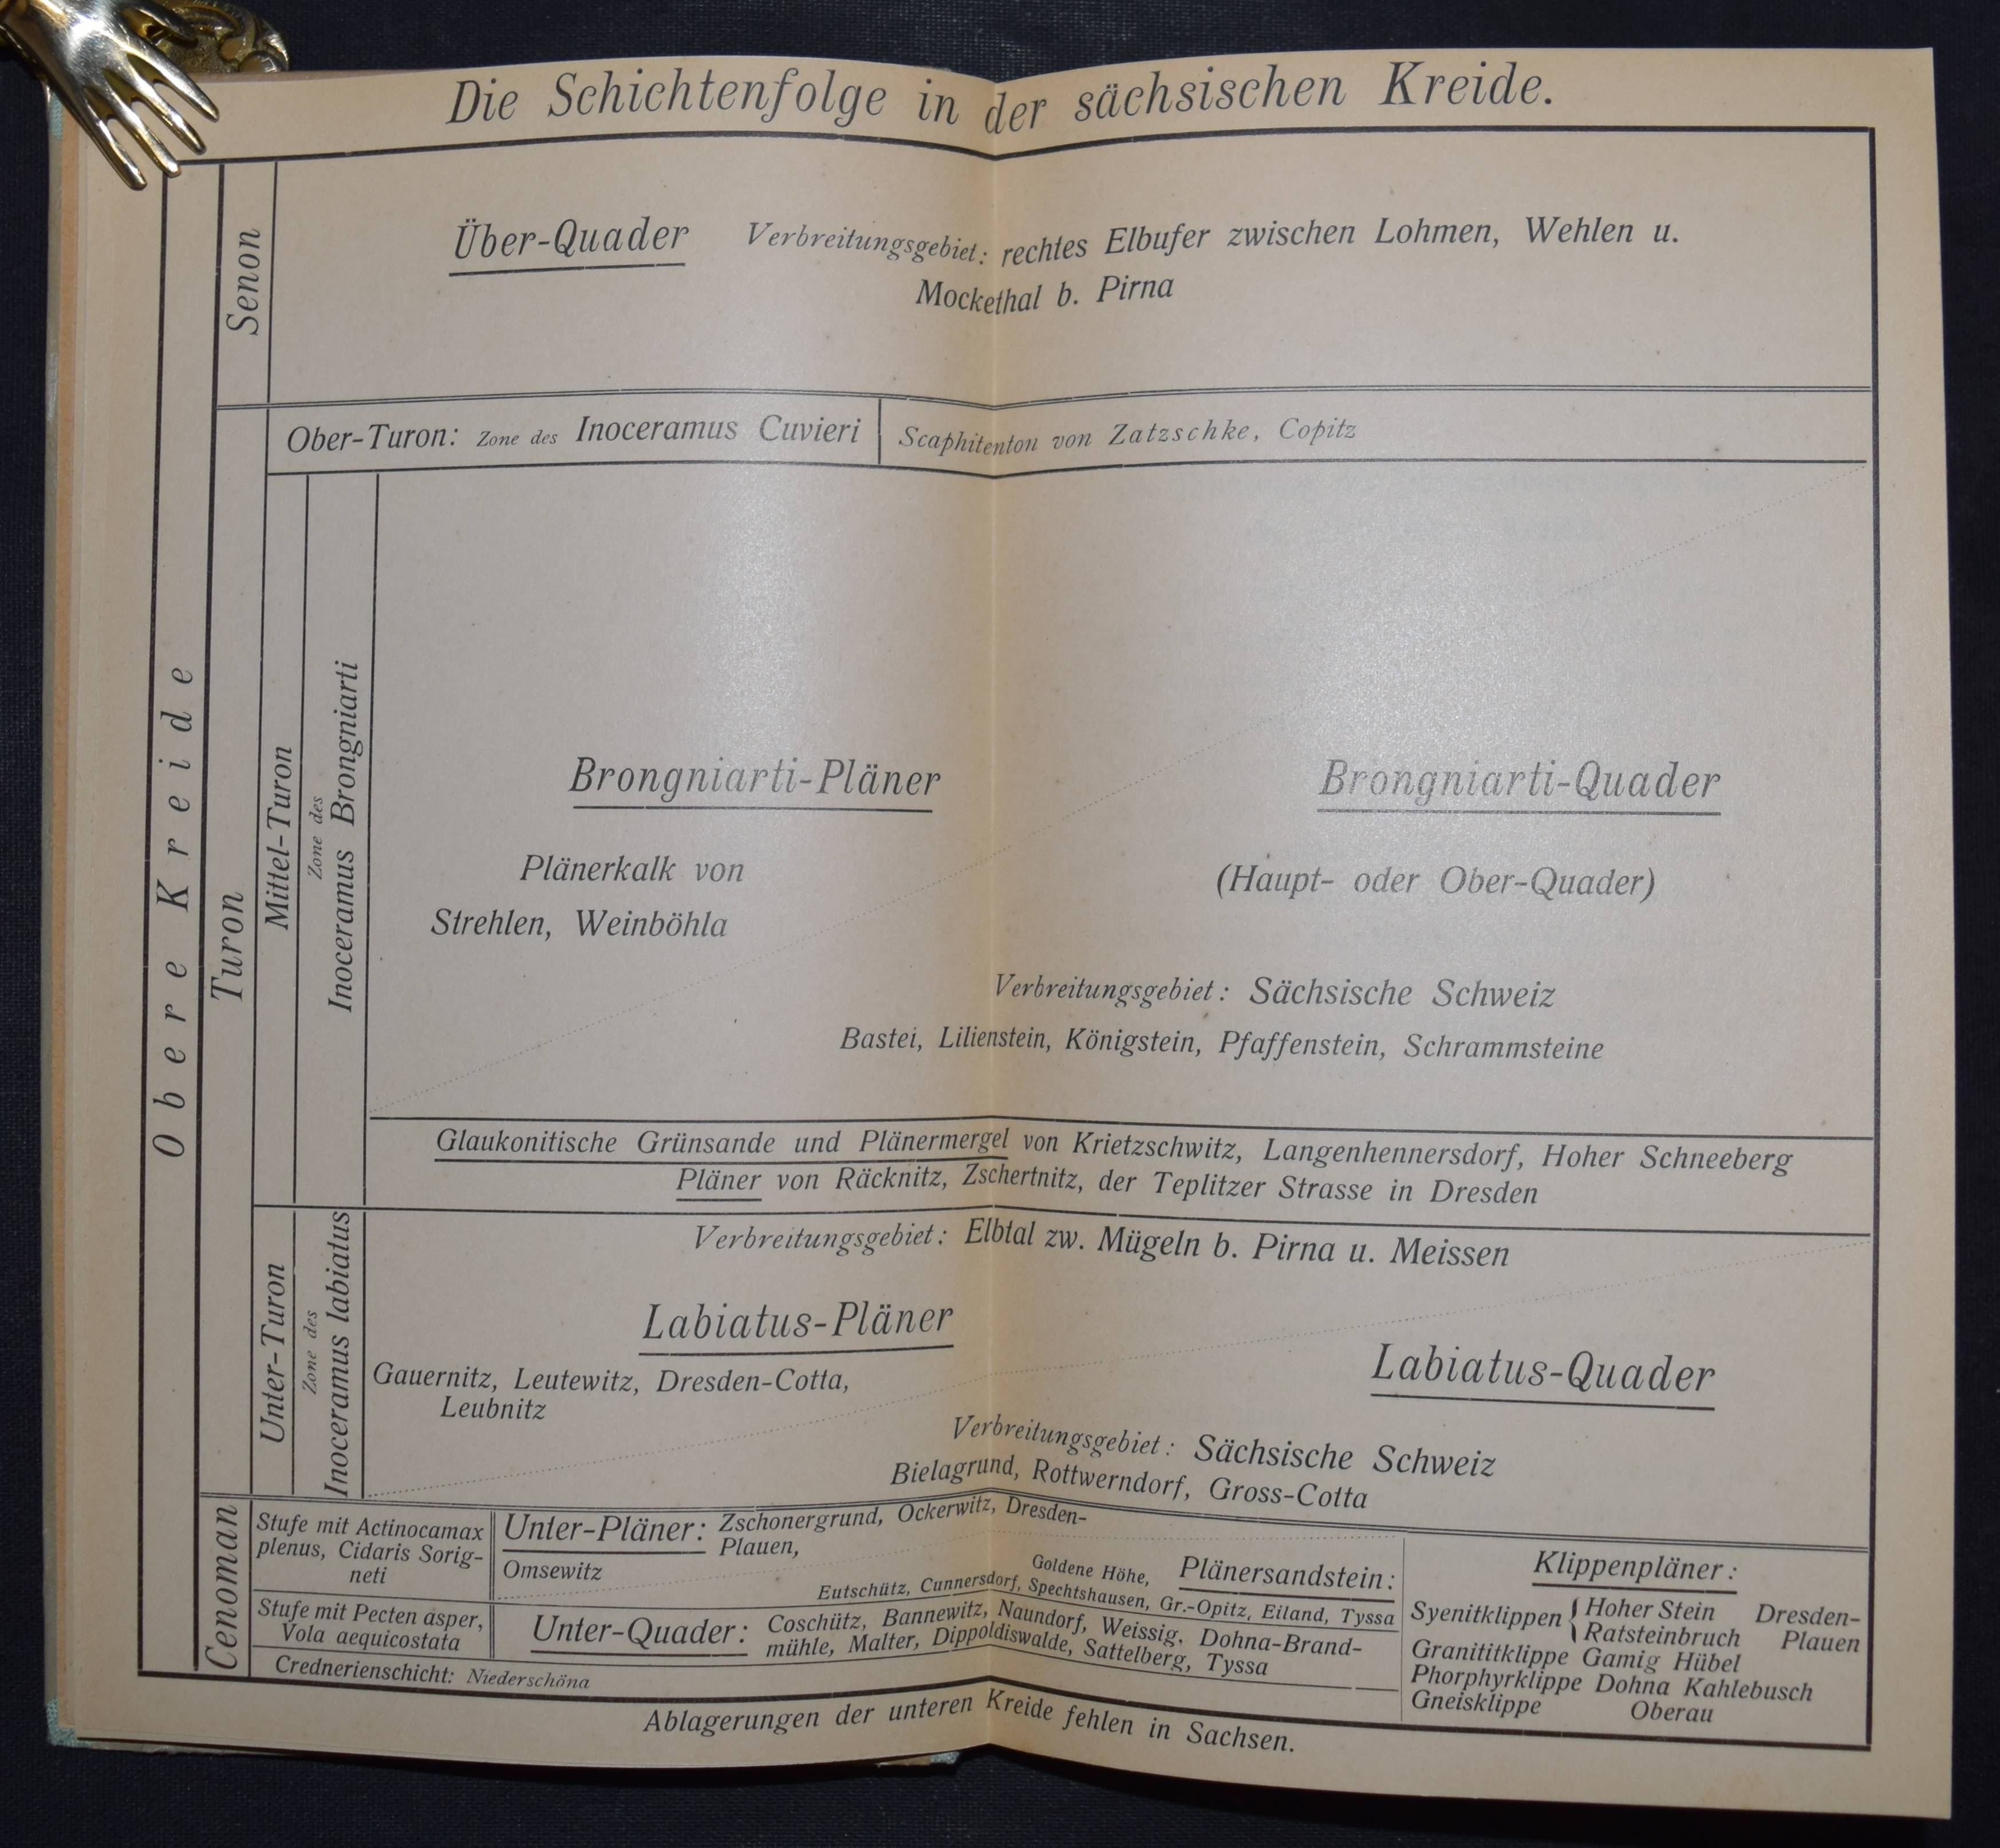 Die Schichtenfolge in der sächsischen Kreide.
Obere Kreide
Senon
Über-Quader Verbreitungsgebiet: rechtes Elbufer zwischen Lohmen, Wehlen u.
Mockethal b. Pirna
Turon
Ober-Turon: Zone des Inoceramus Cuvieri
Scaphitenton von Zatzschke, Copitz
Mittel-Turon
Zone des
Inoceramus Brongniarti
Brongniarti-Pläner
Plänerkalk von
Strehlen, Weinböhla
Brongniarti-Quader
(Haupt- oder Ober-Quader)
Verbreitungsgebiet: Sächsische Schweiz
Bastei, Lilienstein, Königstein, Pfaffenstein, Schrammsteine
Glaukonitische Grünsande und Plänermergel von Krietzschwitz, Langenhennersdorf, Hoher Schneeberg
Pläner von Räcknitz, Zschertnitz, der Teplitzer Strasse in Dresden
Unter-Turon
Zone des
Inoceramus labiatus
Verbreitungsgebiet: Elbtal zw. Mügeln b. Pirna u. Meissen
Labiatus-Pläner
Gauernitz, Leutewitz, Dresden-Cotta,
Leubnitz
Labiatus-Quader
Verbreitungsgebiet: Sächsische Schweiz
Bielagrund, Rottwerndorf, Gross-Cotta
Cenoman
Stufe mit Actinocamax
plenus, Cidaris Sorig-
neti
Unter-Pläner: Zschonergrund, Ockerwitz, Dresden-
Plauen,
Omsewitz
Goldene Höhe, Plänersandstein:
Eutschütz, Cunnersdorf, Spechtshausen, Gr.-Opitz, Eiland, Tyssa
Stufe mit Pecten asper,
Vola aequicostata
Unter-Quader: Coschütz, Bannewitz, Naundorf, Weissig, Dohna-Brand-
mühle, Malter, Dippoldiswalde, Sattelberg, Tyssa
Crednerienschicht: Niederschöna
Klippenpläner:
Syenitklippen { Hoher Stein Dresden-
Ratsteinbruch Plauen
Granititklippe Gamig Hübel
Phorphyrklippe Dohna Kahlebusch
Gneisklippe Oberau
Ablagerungen der unteren Kreide fehlen in Sachsen.